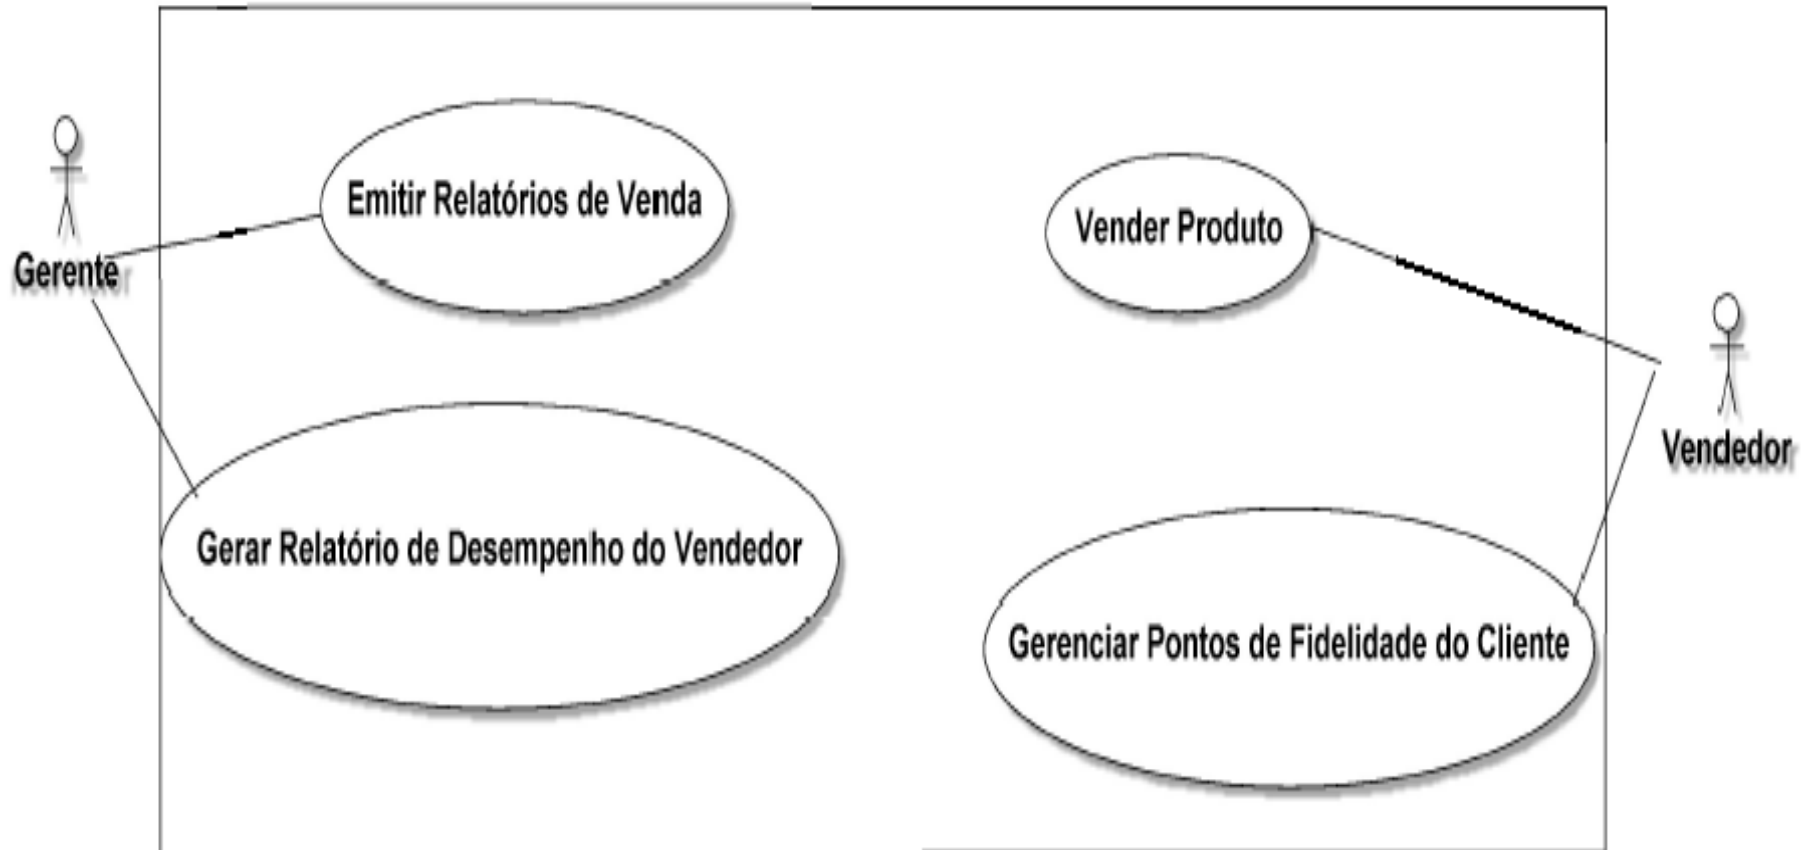 Emitir Relatórios de Venda
Vender Produto
Gerente
Vendedor
Gerar Relatório de Desempenho do Vendedor
Gerenciar Pontos de Fidelidade do Cliente